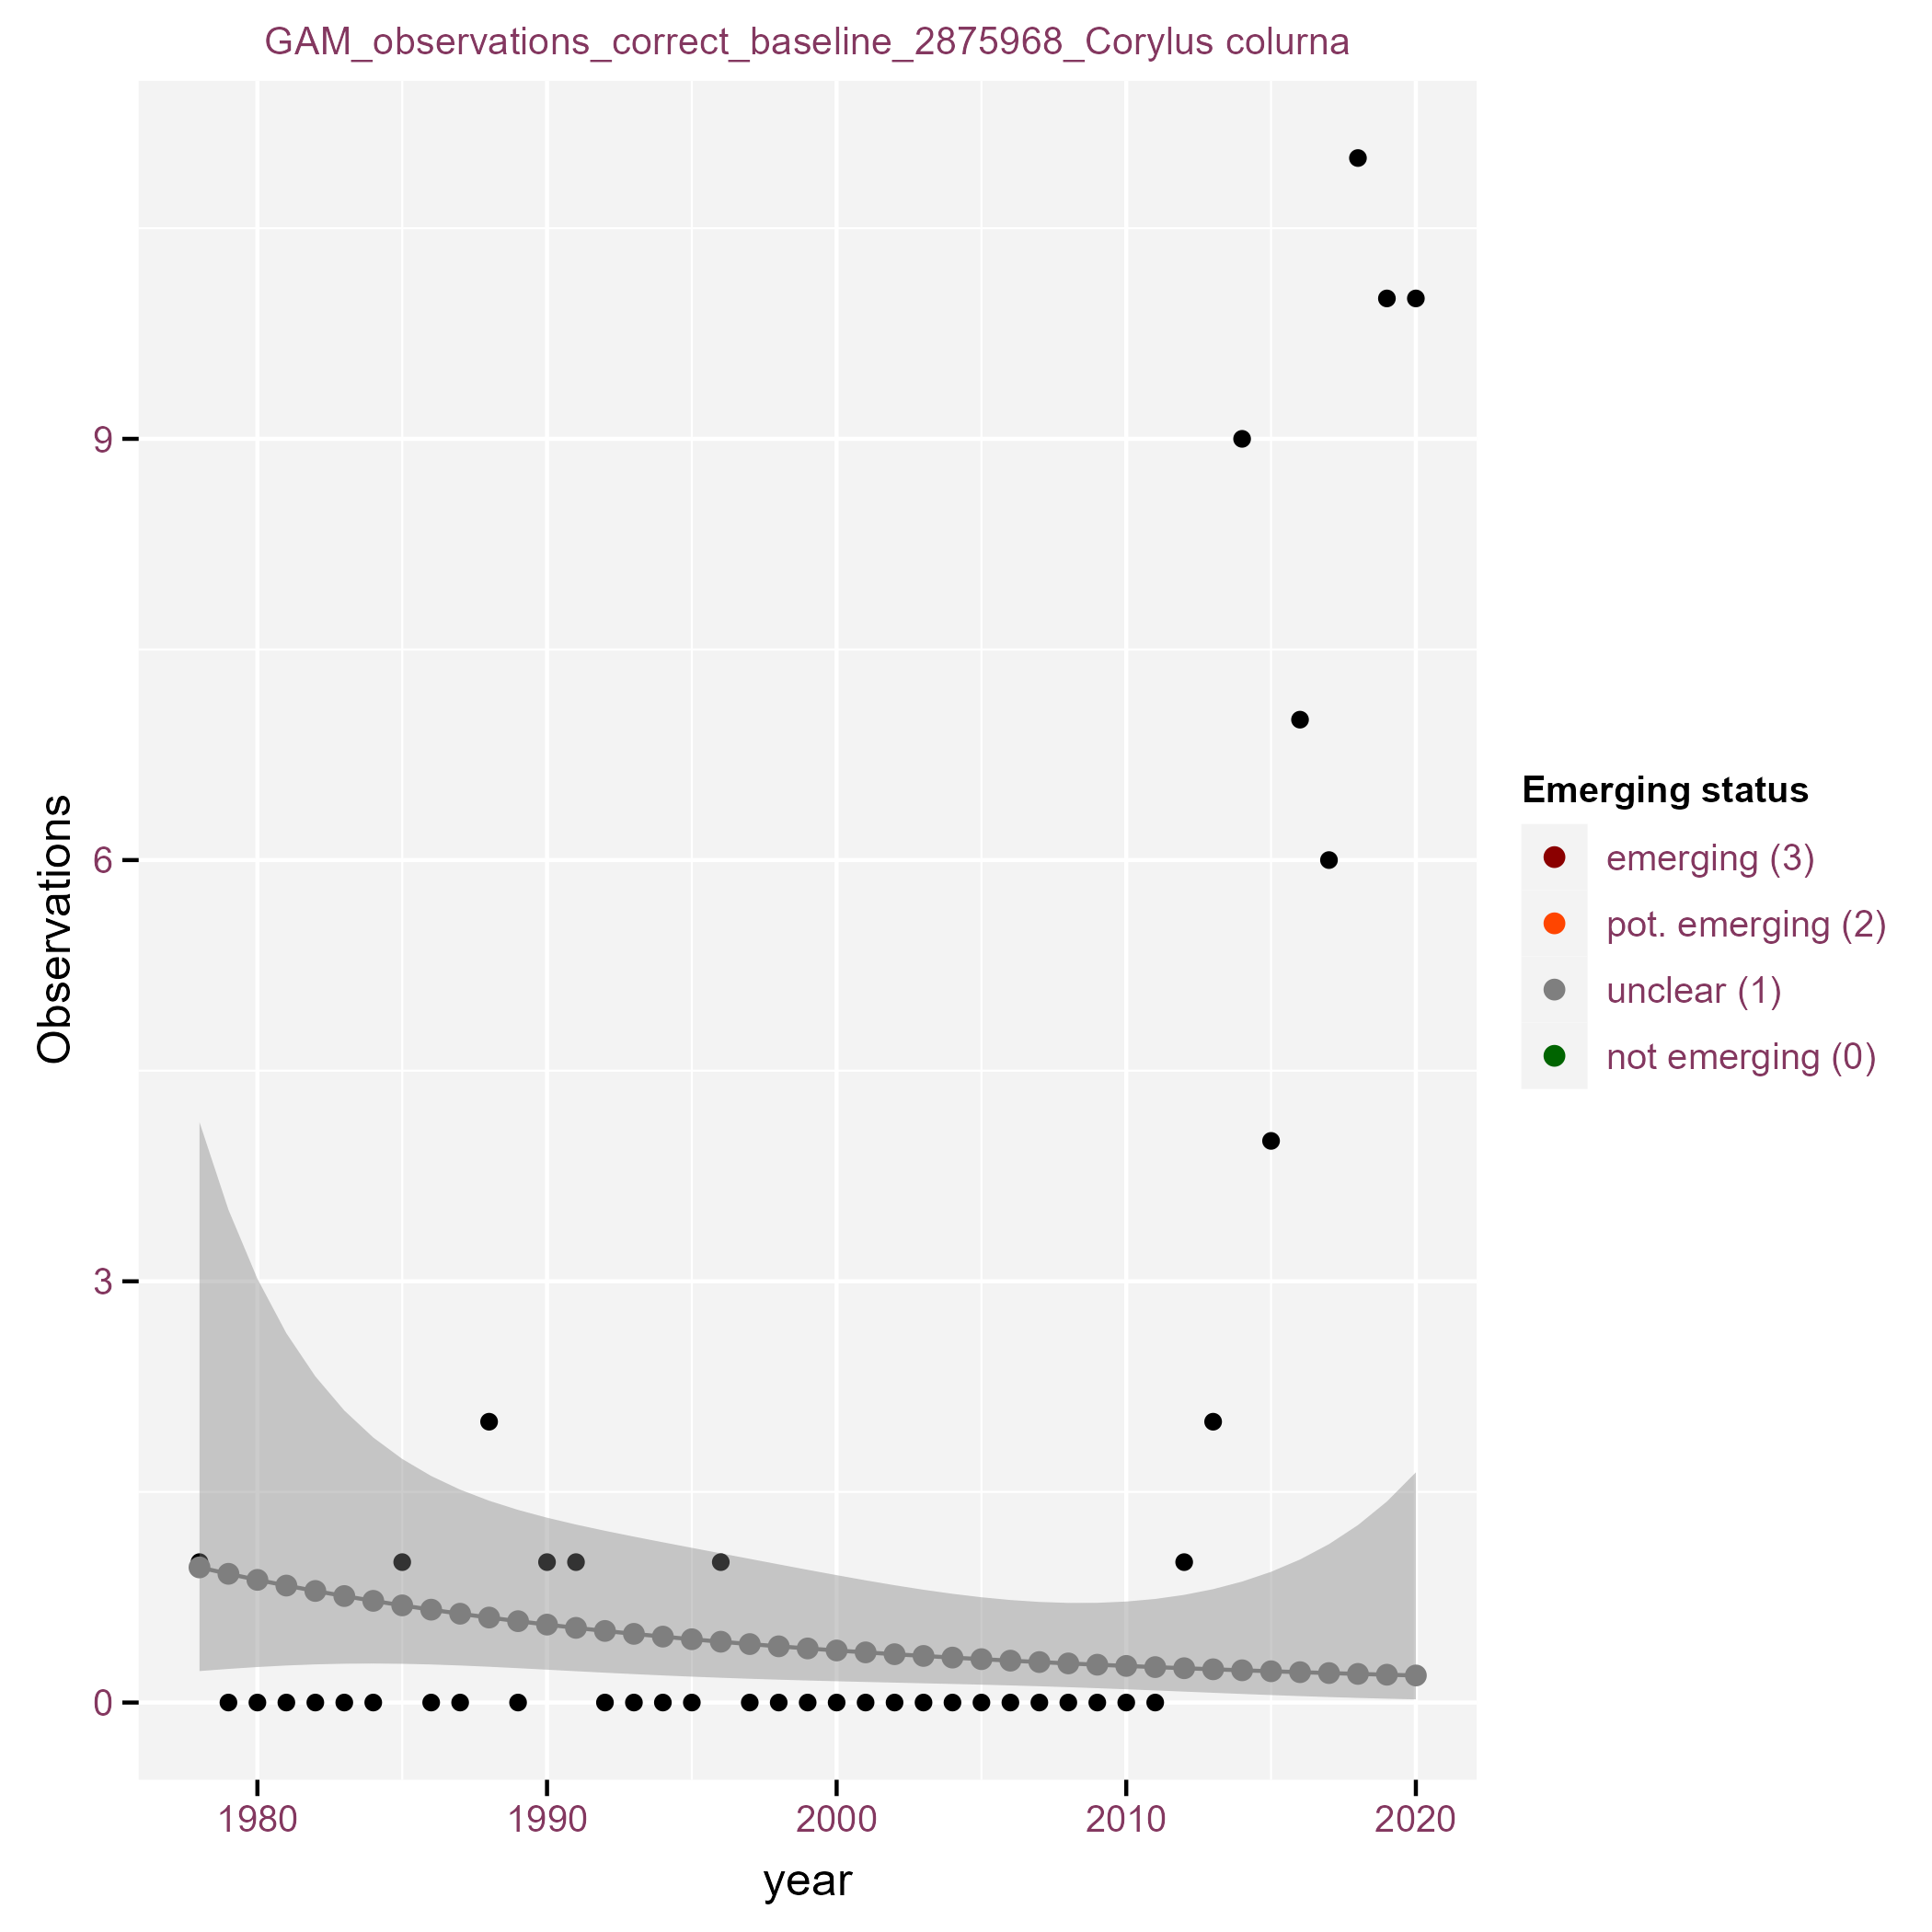 GAM_observations_correct_baseline_2875968_Corylus colurna
Observations
9
6
3
0
1980 1990 2000 2010 2020
year
Emerging status
emerging (3)
pot. emerging (2)
unclear (1)
not emerging (0)